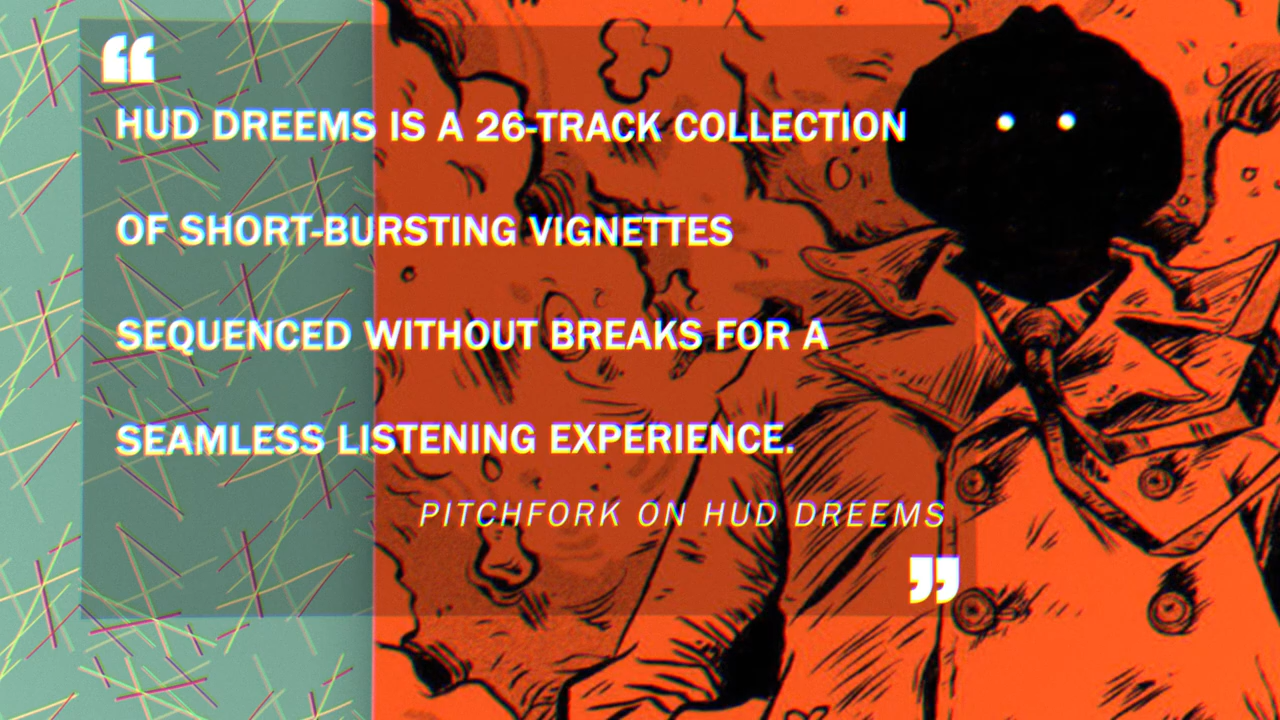 “
HUD DREEMS IS A 26-TRACK COLLECTION
OF SHORT-BURSTING VIGNETTES
SEQUENCED WITHOUT BREAKS FOR A
SEAMLESS LISTENING EXPERIENCE.
PITCHFORK ON HUD DREEMS
”